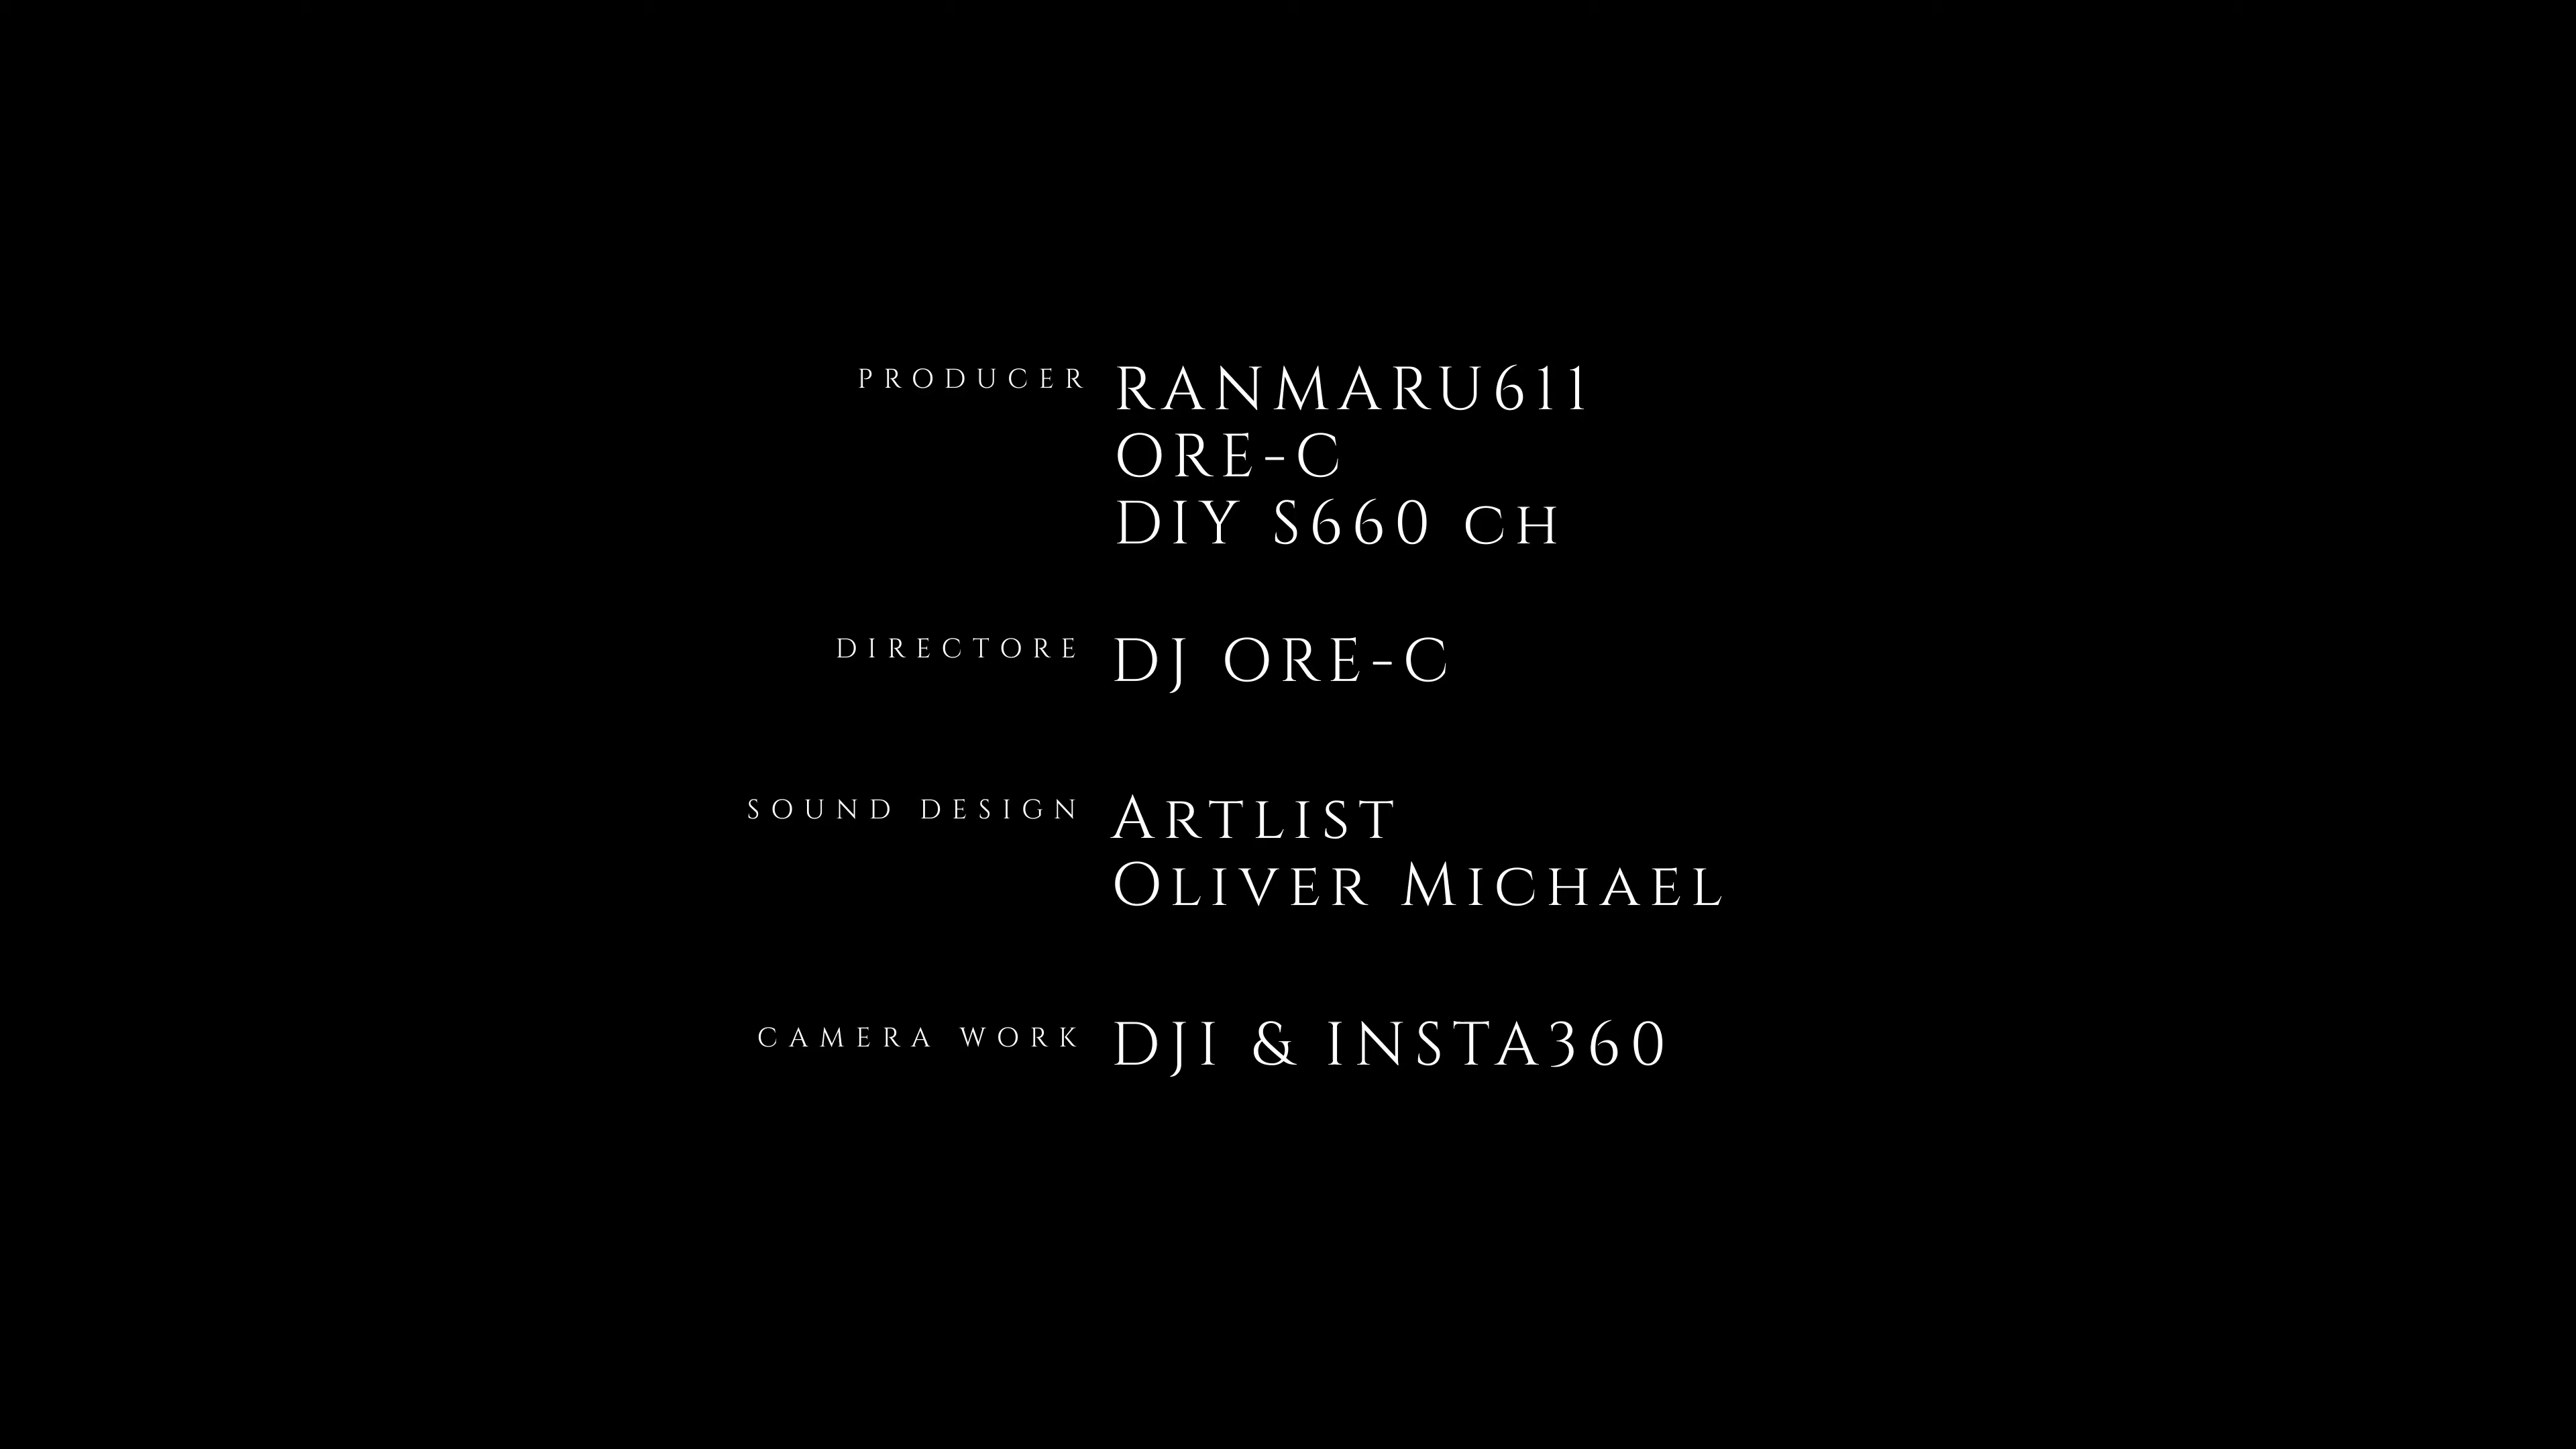 PRODUCER RANMARU611
ORE-C
DIY S660 CH
DIRECTORE DJ ORE-C
SOUND DESIGN ARTLIST
OLIVER MICHAEL
CAMERA WORK DJI & INSTA360